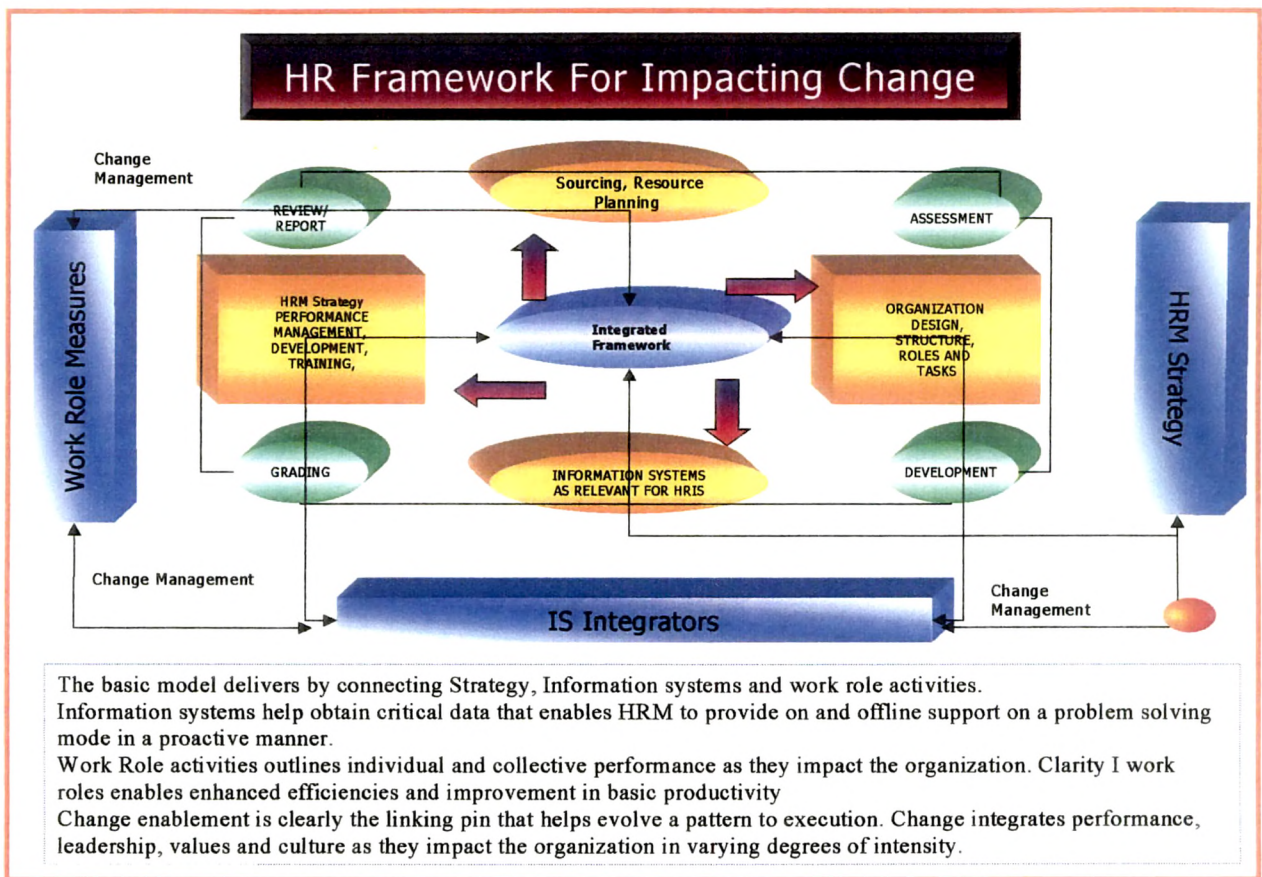 HR Framework For Impacting Change
Change
Management
Sourcing, Resource
Planning
REVIEW/
REPORT
ASSESSMENT
Work Role Measures
HRM Strategy
PERFORMANCE
MANAGEMENT,
DEVELOPMENT,
TRAINING,
Integrated
Framework
ORGANIZATION
DESIGN,
STRUCTURE,
ROLES AND
TASKS
HRM Strategy
GRADING
INFORMATION SYSTEMS
AS RELEVANT FOR HRIS
DEVELOPMENT
Change Management
Change
Management
IS Integrators
The basic model delivers by connecting Strategy, Information systems and work role activities.
Information systems help obtain critical data that enables HRM to provide on and offline support on a problem solving
mode in a proactive manner.
Work Role activities outlines individual and collective performance as they impact the organization. Clarity I work
roles enables enhanced efficiencies and improvement in basic productivity
Change enablement is clearly the linking pin that helps evolve a pattern to execution. Change integrates performance,
leadership, values and culture as they impact the organization in varying degrees of intensity.